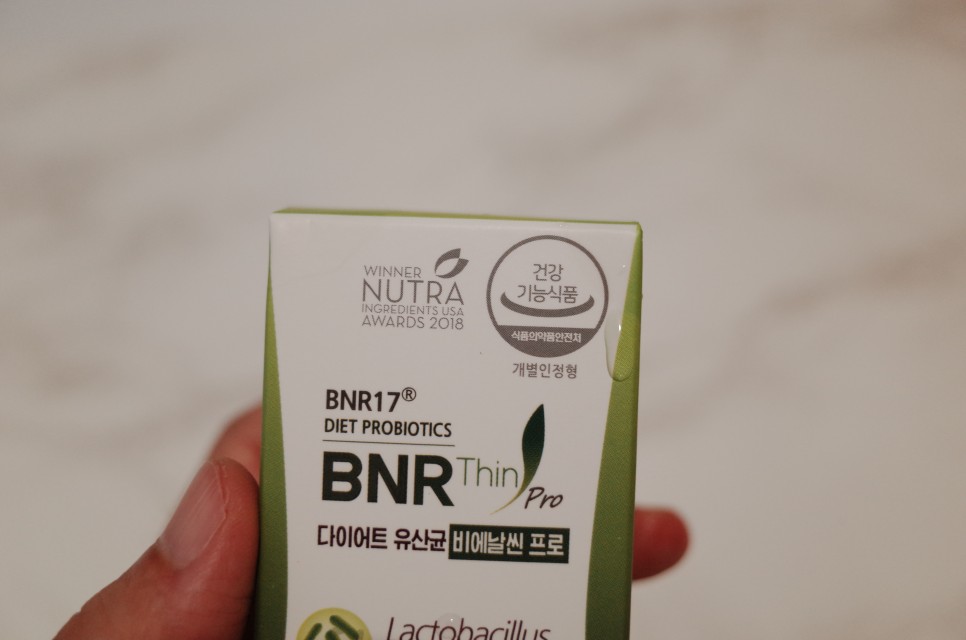 WINNER
NUTRA
INGREDIENTS USA
AWARDS 2018
건강
기능식품
식품의약품안전처
개별인정형
BNR17®
DIET PROBIOTICS
BNR Thin Pro
다이어트 유산균 비에날씬 프로
Lactobacillus